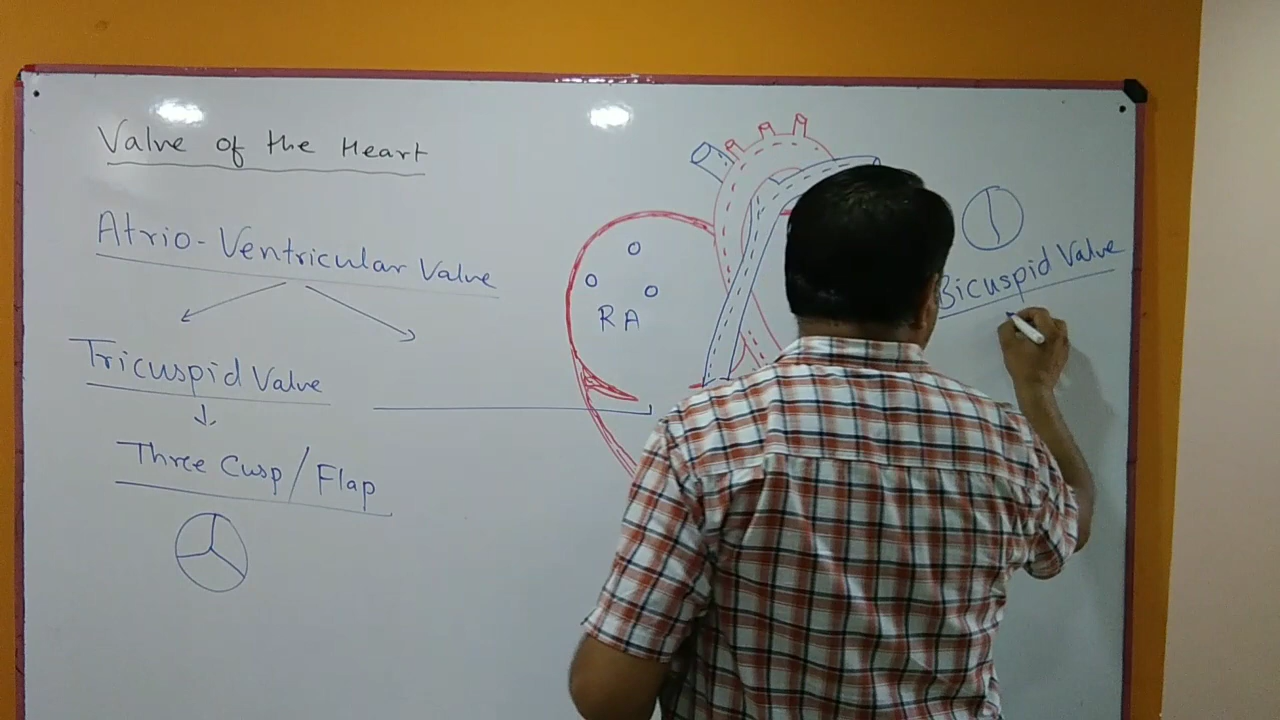 Valve of the Heart
Atrio-Ventricular Valve
Tricuspid Valve
Three Cusp/Flap
RA
Bicuspid Valve